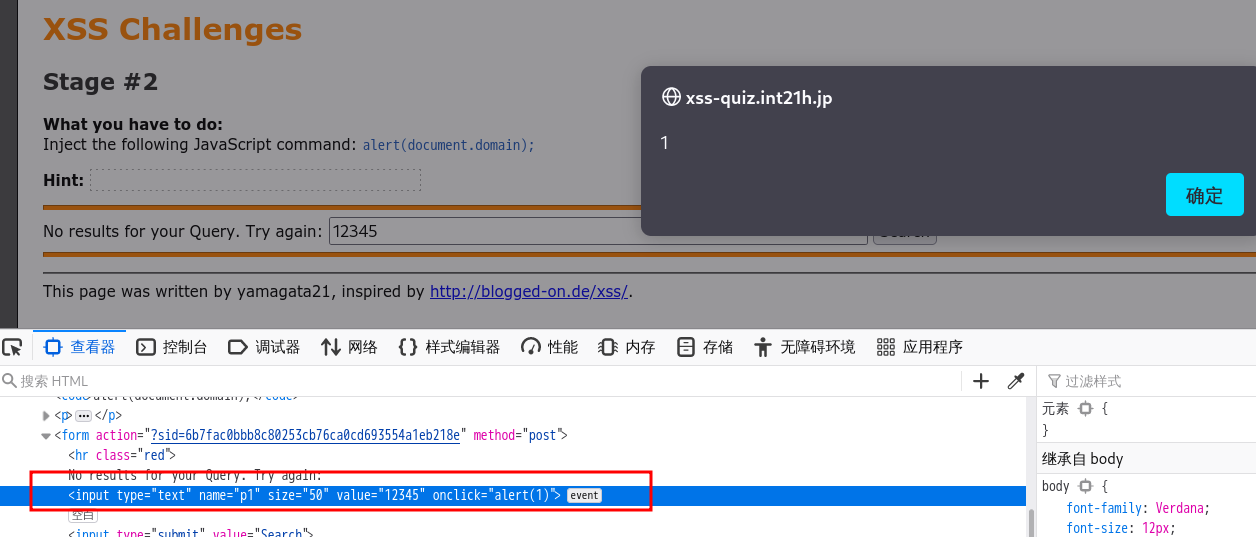 XSS Challenges
Stage #2
What you have to do:
Inject the following JavaScript command: alert(document.domain);
Hint:
No results for your Query. Try again: 12345
This page was written by yamagata21, inspired by http://blogged-on.de/xss/.
xss-quiz.int21h.jp
1
确定
查看器 控制台 调试器 网络 样式编辑器 性能 内存 存储 无障碍环境 应用程序
搜索 HTML
过滤样式
<p> ••• </p>
<form action="?sid=6b7fac0bbb8c80253cb76ca0cd693554a1eb218e" method="post">
<hr class="red">
No results for your Query. Try again:
<input type="text" name="p1" size="50" value="12345" onclick="alert(1)"> event
空白
<input type="submit" value="Search">
元素 {
}
继承自 body
body {
font-family: Verdana;
font-size: 12px;